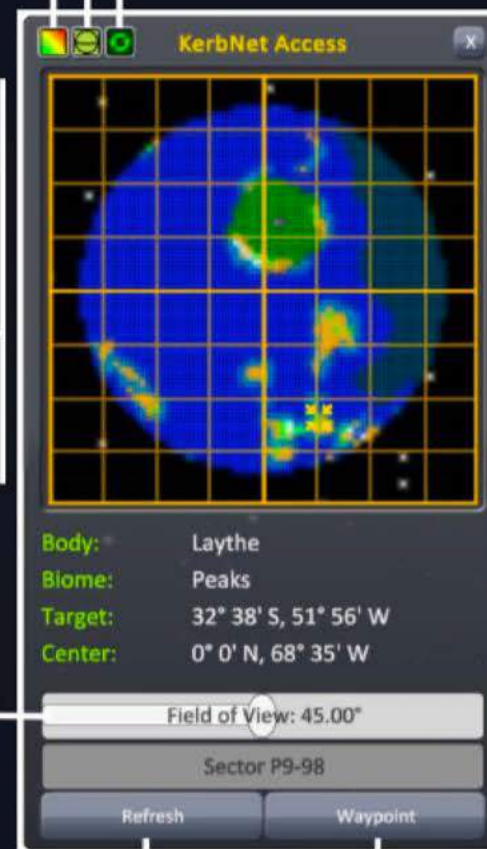 KerbNet Access
X
Body: Laythe
Biome: Peaks
Target: 32° 38' S, 51° 56' W
Center: 0° 0' N, 68° 35' W
Field of View: 45.00°
Sector P9-98
Refresh Waypoint